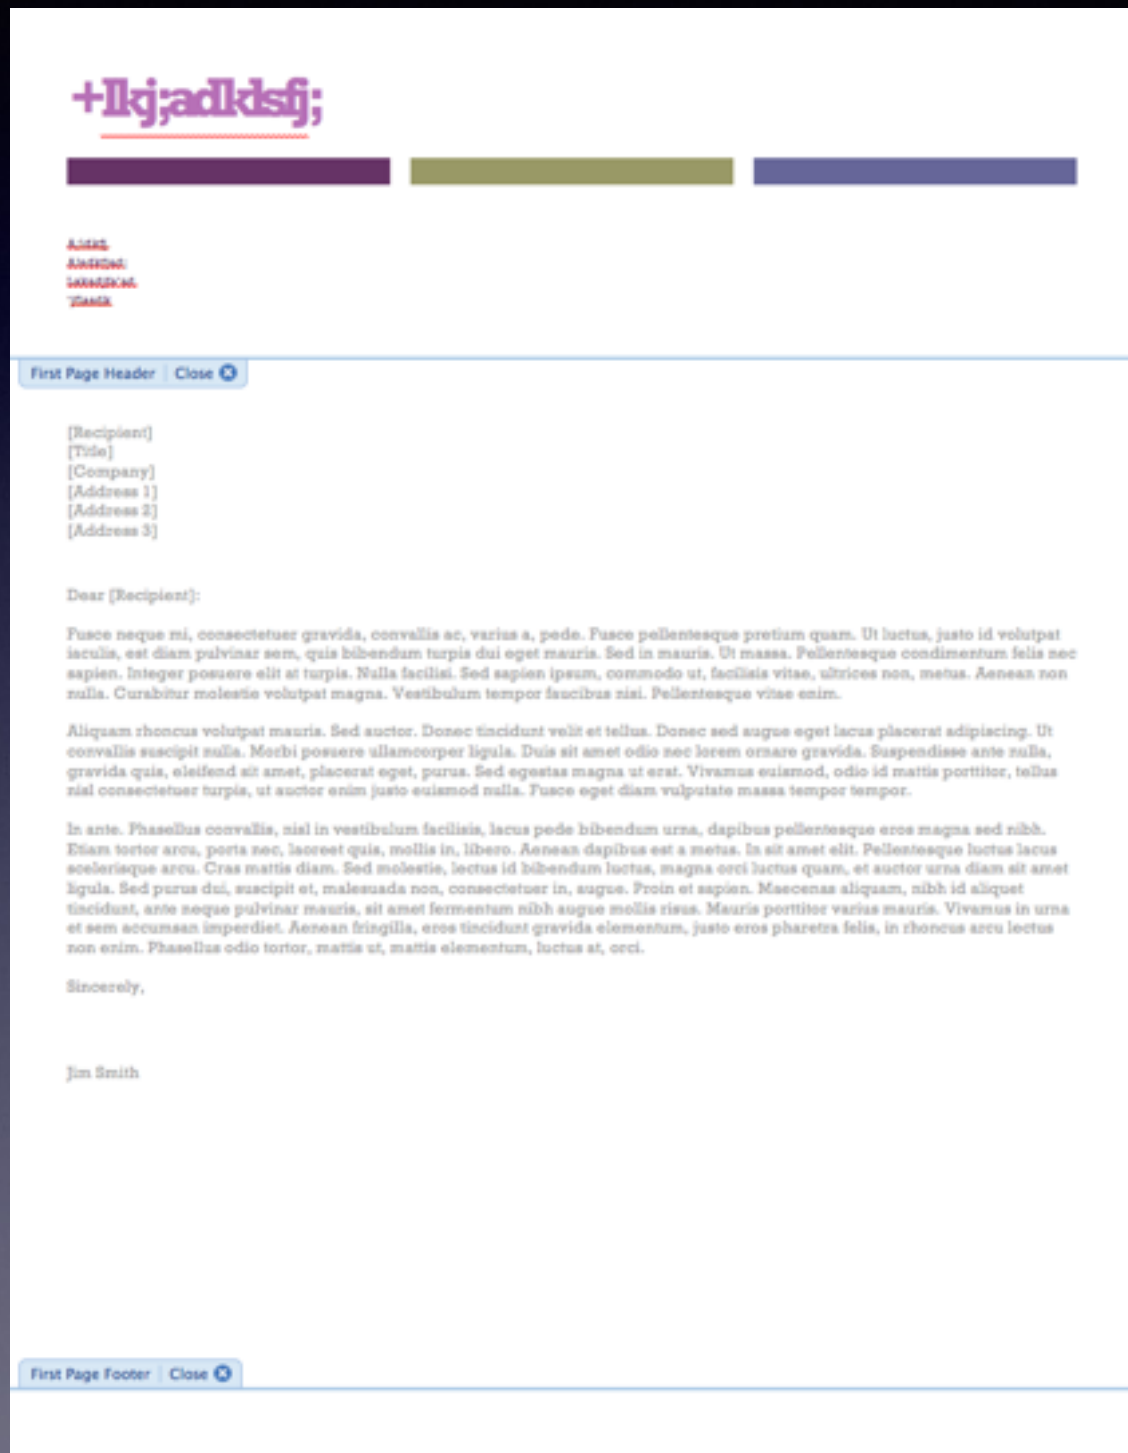 +lkj;adklsfj;
First Page Header Close
[Recipient]
[Title]
[Company]
[Address 1]
[Address 2]
[Address 3]
Dear [Recipient]:
Fusce neque mi, consectetuer gravida, convallis ac, varius a, pede. Fusce pellentesque pretium quam. Ut luctus, justo id volutpat
iaculis, est diam pulvinar sem, quis bibendum turpis dui eget mauris. Sed in mauris. Ut massa. Pellentesque condimentum felis nec
sapien. Integer posuere elit at turpis. Nulla facilisi. Sed sapien ipsum, commodo ut, facilisis vitae, ultrices non, metus. Aenean non
nulla. Curabitur molestie volutpat magna. Vestibulum tempor faucibus nisi. Pellentesque vitae enim.
Aliquam rhoncus volutpat mauris. Sed auctor. Donec tincidunt velit et tellus. Donec sed augue eget lacus placerat adipiscing. Ut
convallis suscipit nulla. Morbi posuere ullamcorper ligula. Duis sit amet odio nec lorem ornare gravida. Suspendisse ante nulla,
gravida quis, eleifend sit amet, placerat eget, purus. Sed egestas magna ut erat. Vivamus euismod, odio id mattis porttitor, tellus
nisl consectetuer turpis, ut auctor enim justo euismod nulla. Fusce eget diam vulputate massa tempor tempor.
In ante. Phasellus convallis, nisl in vestibulum facilisis, lacus pede bibendum urna, dapibus pellentesque eros magna sed nibh.
Etiam tortor arcu, porta nec, laoreet quis, mollis in, libero. Aenean dapibus est a metus. In sit amet elit. Pellentesque luctus lacus
scelerisque arcu. Cras mattis diam. Sed molestie, lectus id bibendum luctus, magna orci luctus quam, et auctor urna diam sit amet
ligula. Sed purus dui, suscipit et, malesuada non, consectetuer in, augue. Proin et sapien. Maecenas aliquam, nibh id aliquet
tincidunt, ante neque pulvinar mauris, sit amet fermentum nibh augue mollis risus. Mauris porttitor varius mauris. Vivamus in urna
et sem accumsan imperdiet. Aenean fringilla, eros tincidunt gravida elementum, justo eros pharetra felis, in rhoncus arcu lectus
non enim. Phasellus odio tortor, mattis ut, mattis elementum, luctus at, orci.
Sincerely,
Jim Smith
First Page Footer Close